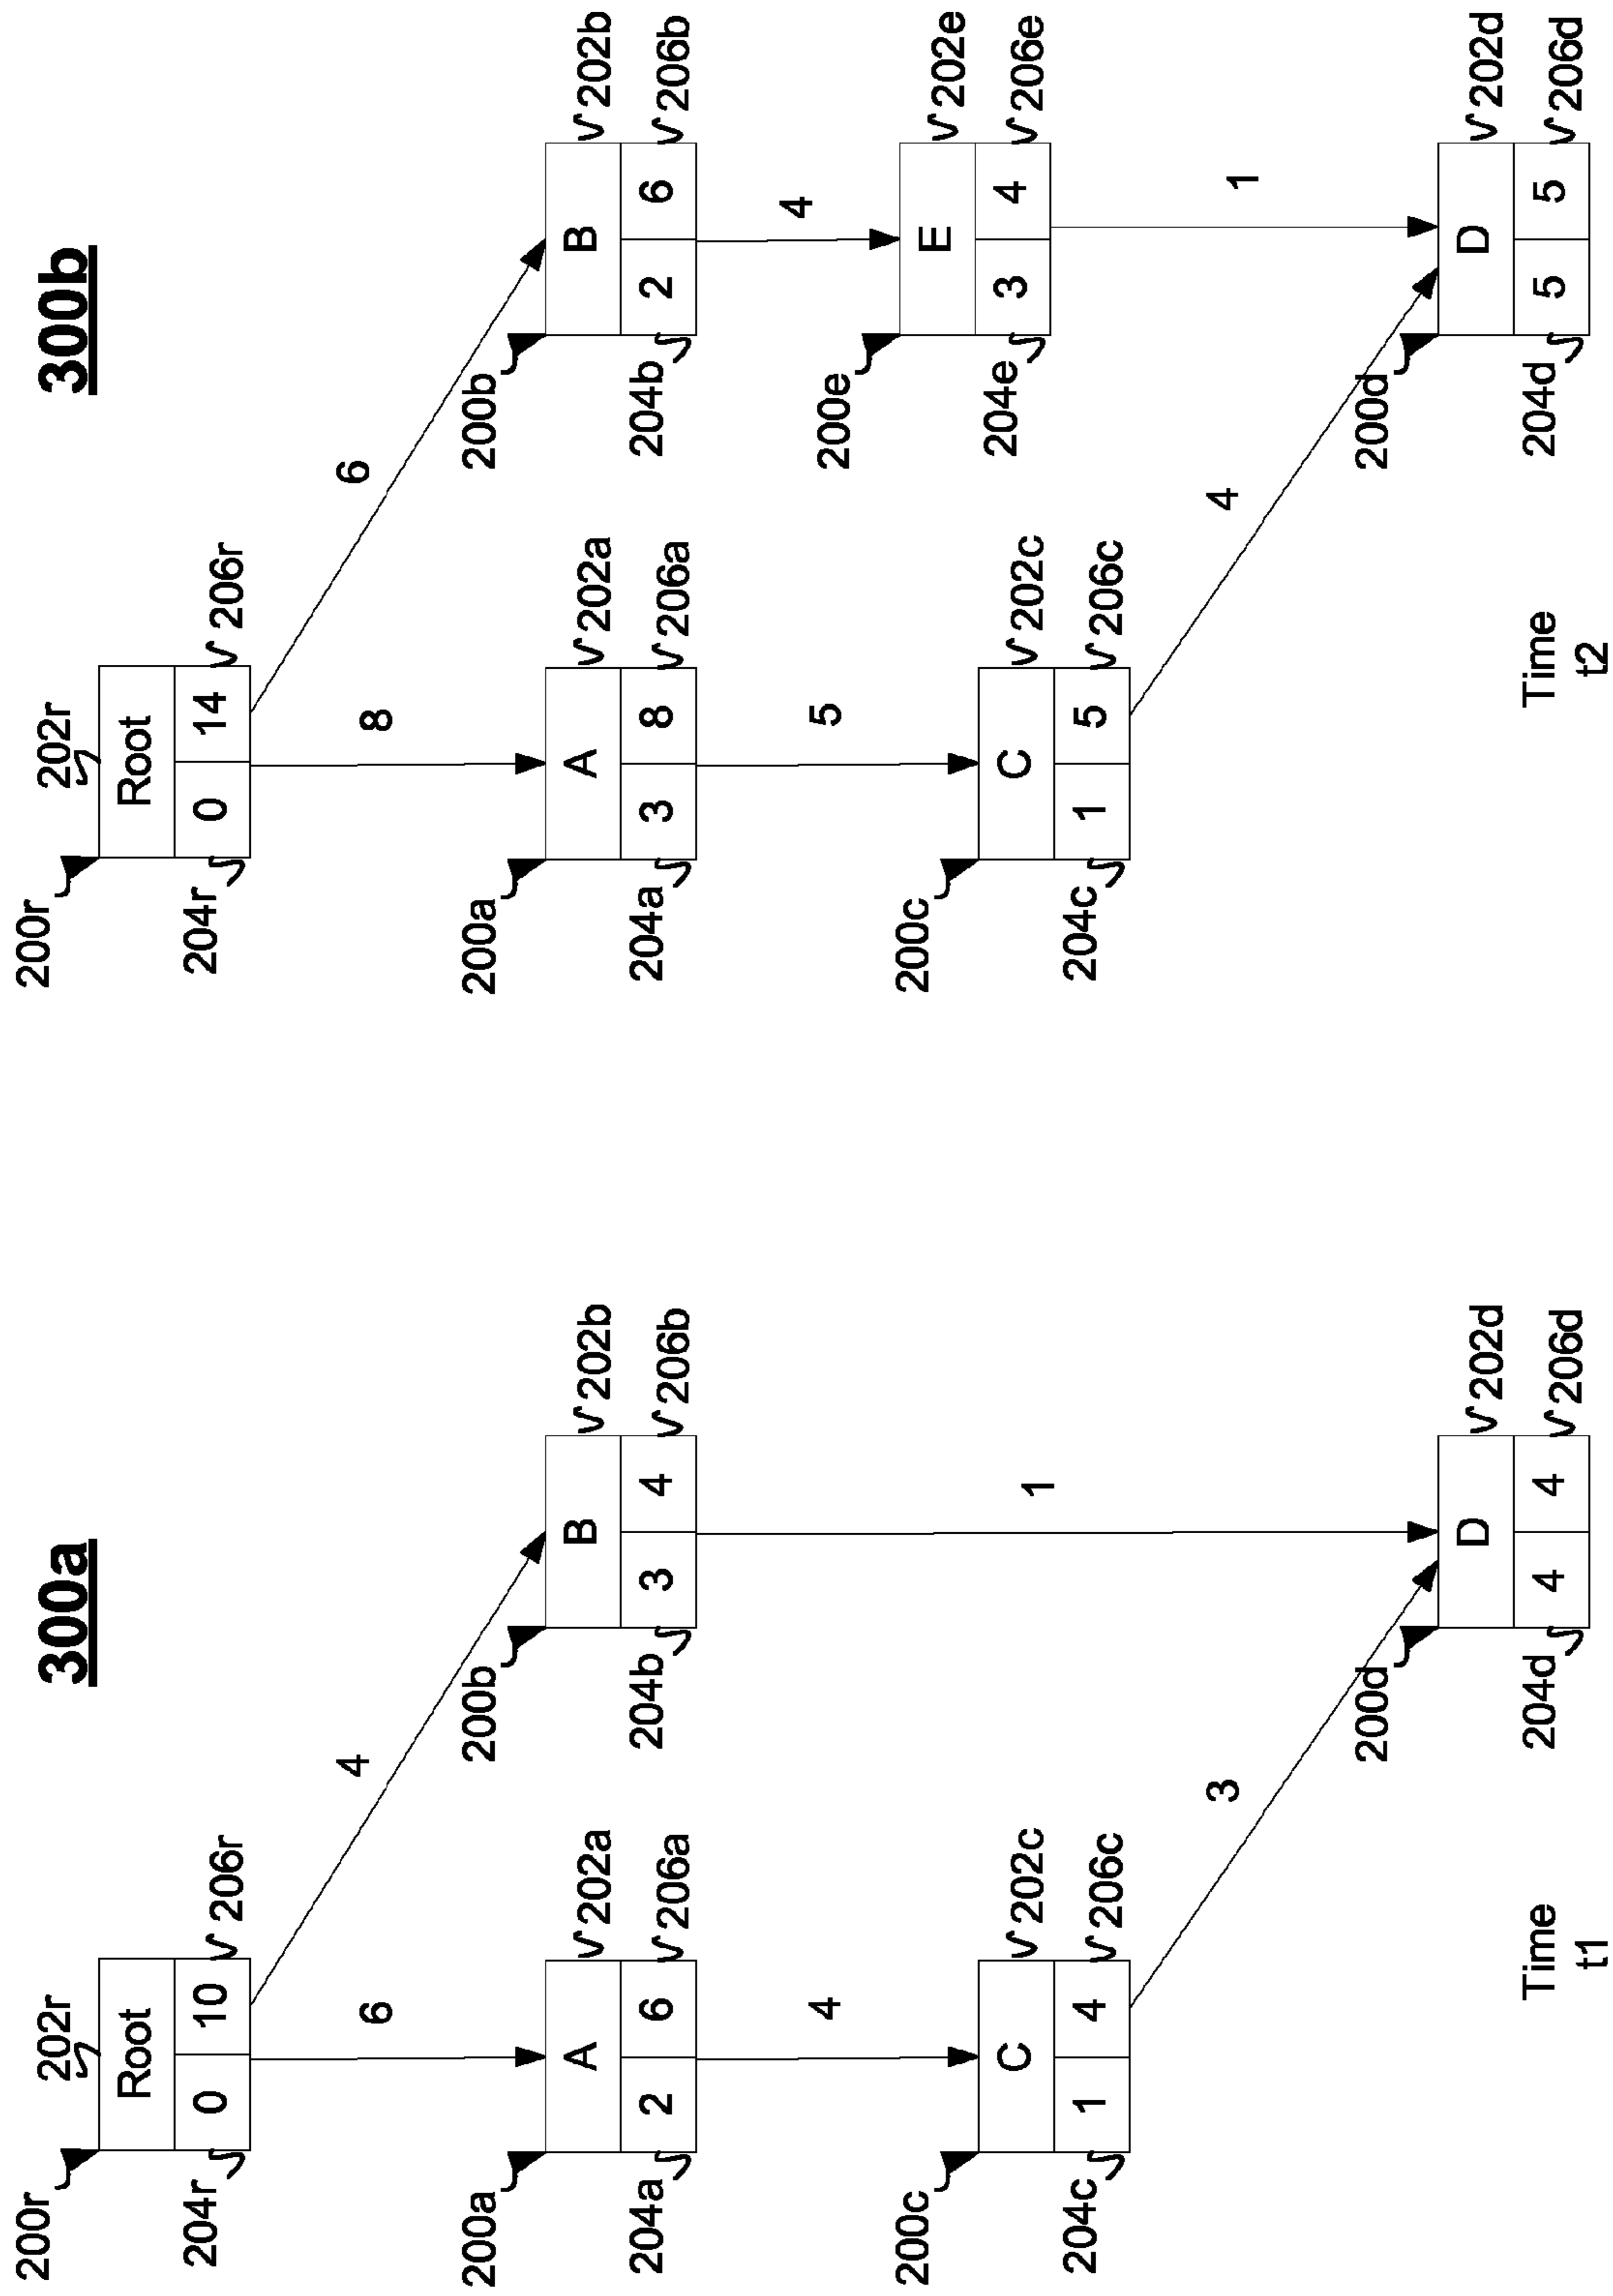 300a
200r
202r
Root
0 10
204r
206r
6
4
200a
A
202a
2 6
204a
206a
200b
B
202b
3 4
204b
206b
4
1
200c
C
202c
1 4
204c
206c
3
200d
D
202d
4 4
204d
206d
Time
t1
300b
200r
202r
Root
0 14
204r
206r
8
6
200a
A
202a
3 8
204a
206a
200b
B
202b
2 6
204b
206b
5
4
200e
E
202e
3 4
204e
206e
200c
C
202c
1 5
204c
206c
4
1
200d
D
202d
5 5
204d
206d
Time
t2